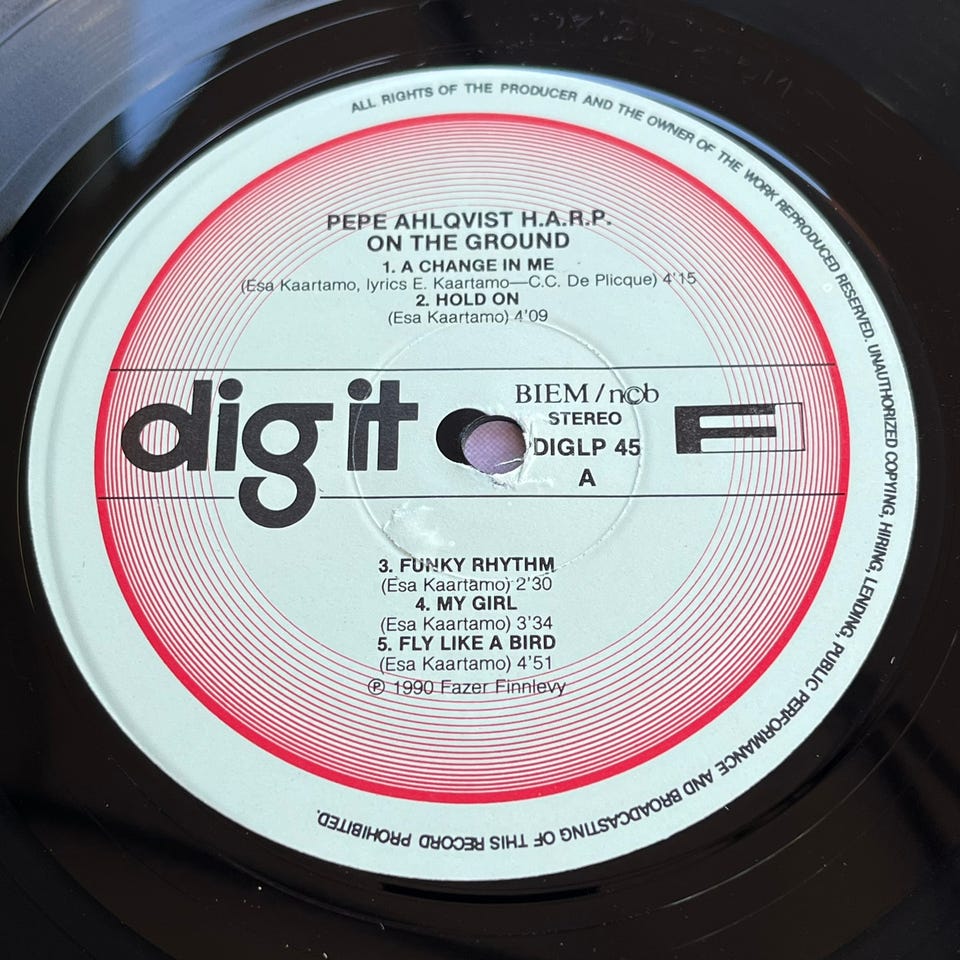 ALL RIGHTS OF THE PRODUCER AND THE OWNER OF THE WORK REPRODUCED RESERVED. UNAUTHORIZED COPYING, HIRING, LENDING, PUBLIC PERFORMANCE AND BROADCASTING OF THIS RECORD PROHIBITED.
PEPE AHLQVIST H.A.R.P.
ON THE GROUND
1. A CHANGE IN ME
(Esa Kaartamo, lyrics E. Kaartamo—C.C. De Plicque) 4'15
2. HOLD ON
(Esa Kaartamo) 4'09
dig it
BIEM/ncb
STEREO
DIGLP 45
A
F
3. FUNKY RHYTHM
(Esa Kaartamo) 2'30
4. MY GIRL
(Esa Kaartamo) 3'34
5. FLY LIKE A BIRD
(Esa Kaartamo) 4'51
℗ 1990 Fazer Finnlevy